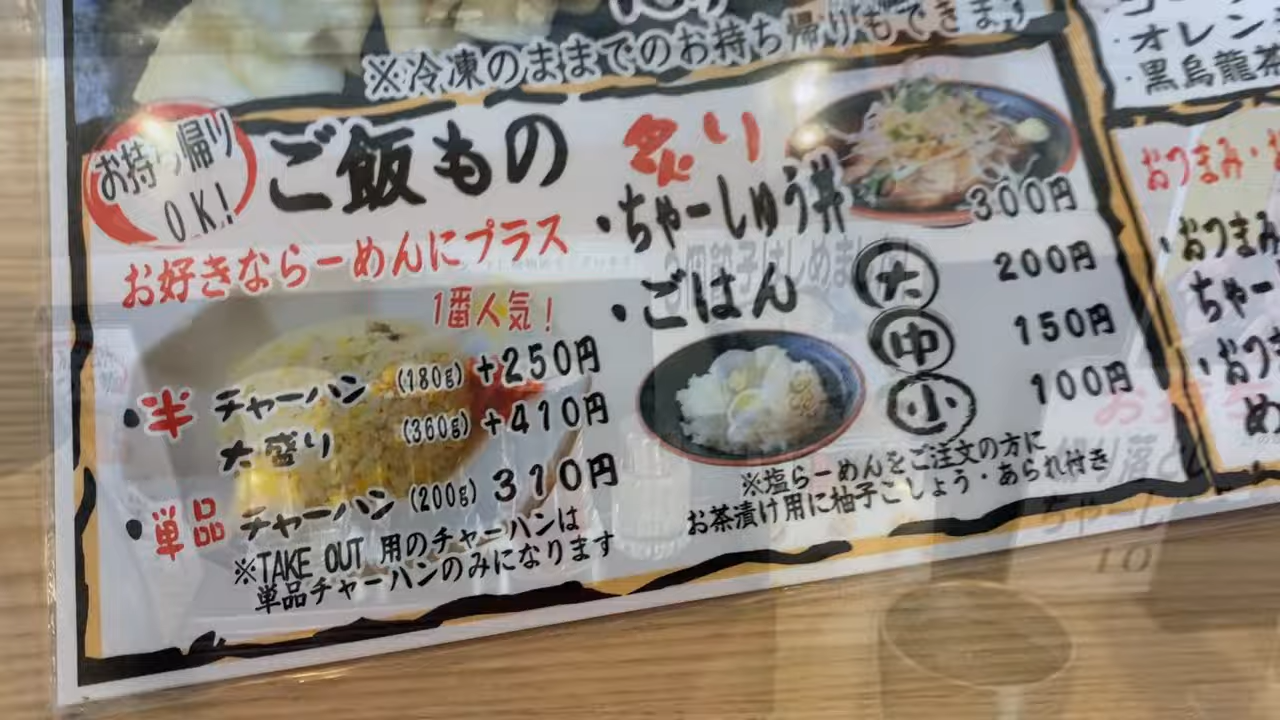 ※冷凍のままでのお持ち帰りもできます
お持ち帰り
OK!
ご飯もの
お好きならーめんにプラス
1番人気!
・半 チャーハン (180g) +250円
大盛り (360g) +410円
・単品 チャーハン (200g) 310円
※TAKE OUT 用のチャーハンは
単品チャーハンのみになります
炙り
・ちゃーしゅう丼 300円
・ごはん 大 200円
中 150円
小 100円
※塩らーめんをご注文の方に
お茶漬け用に柚子こしょう・あられ付き
・オレン
・黒烏龍茶
おつまみ・
・おつまみ
ちゃー
・おつま
め